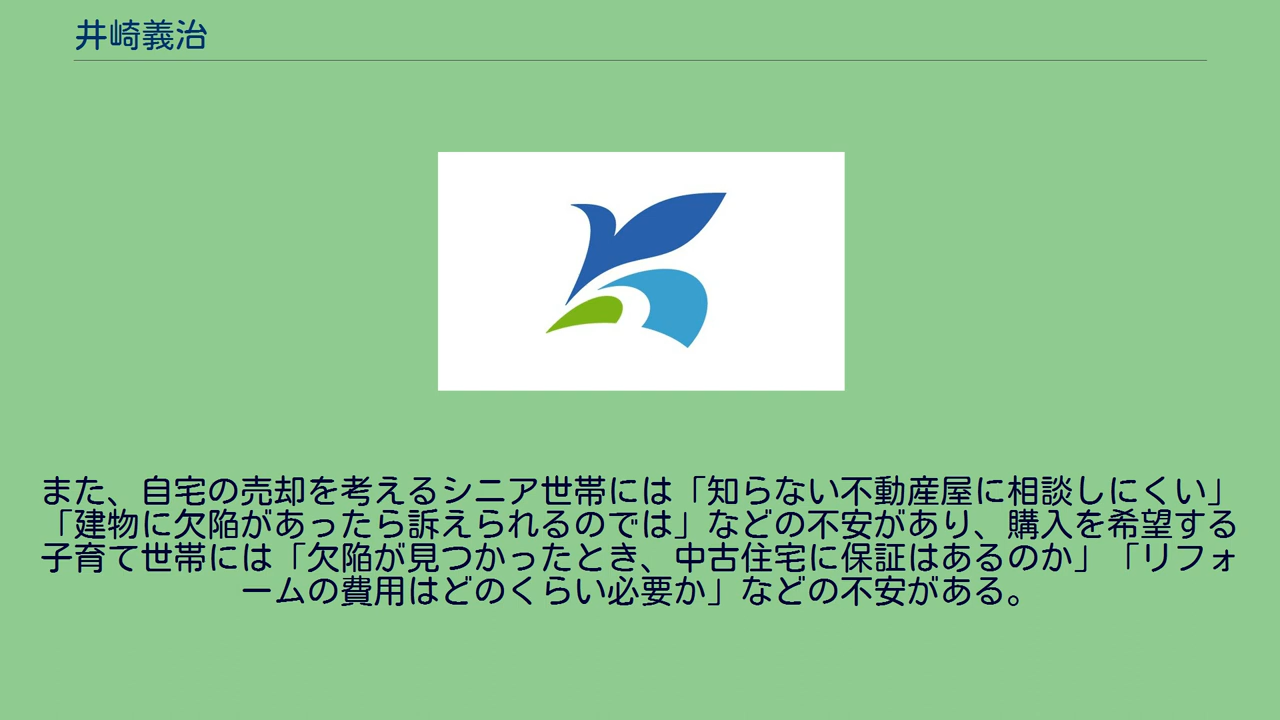 井崎義治
また、自宅の売却を考えるシニア世帯には「知らない不動産屋に相談しにくい」
「建物に欠陥があったら訴えられるのでは」などの不安があり、購入を希望する
子育て世帯には「欠陥が見つかったとき、中古住宅に保証はあるのか」「リフォ
ームの費用はどのくらい必要か」などの不安がある。